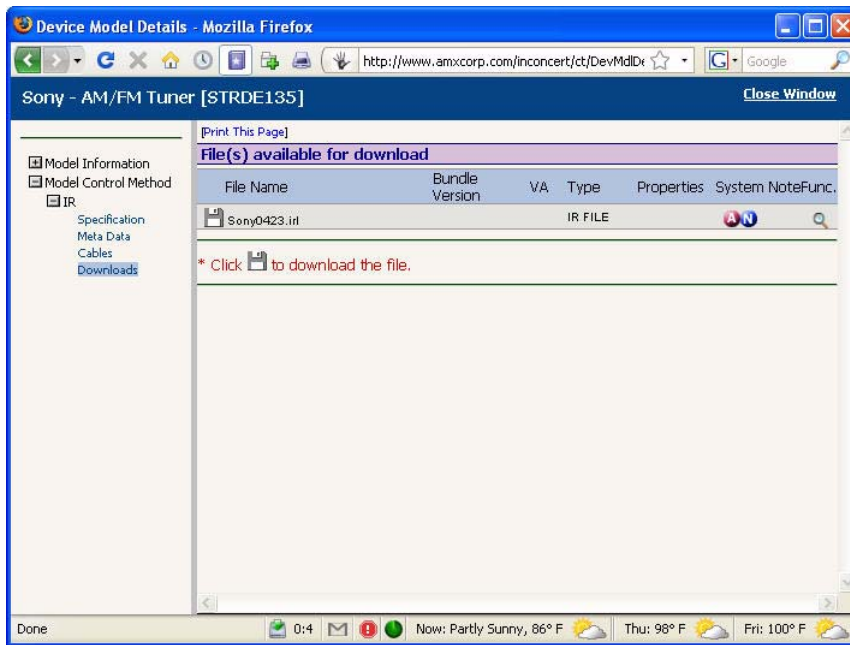 Device Model Details - Mozilla Firefox
http://www.amxcorp.com/inconcert/ct/DevMdlDe
G Google
Sony - AM/FM Tuner [STRDE135]
Close Window
Model Information
Model Control Method
IR
Specification
Meta Data
Cables
Downloads
[Print This Page]
File(s) available for download
File Name Bundle Version VA Type Properties System Note Func.
Sony0423.irl IR FILE A N
* Click to download the file.
Done 0:4 Now: Partly Sunny, 86° F Thu: 98° F Fri: 100° F